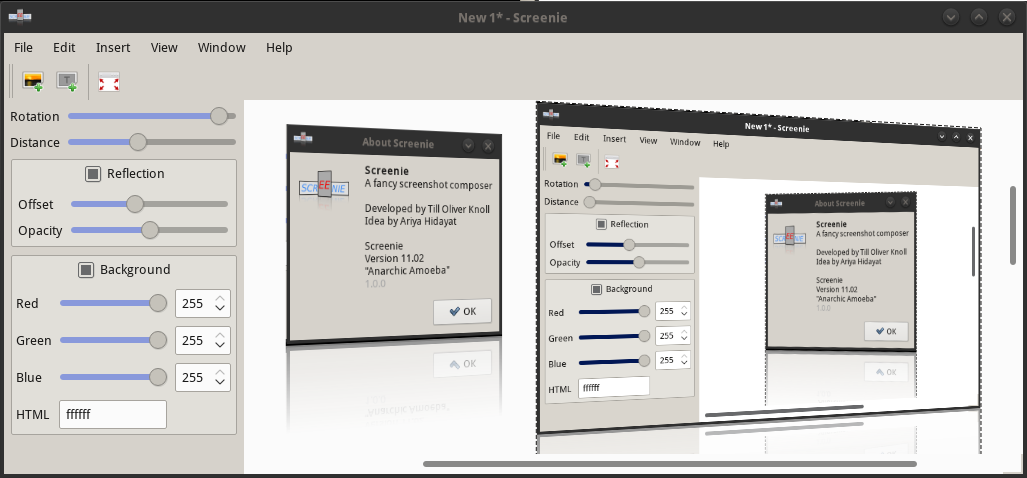 New 1* - Screenie
File Edit Insert View Window Help
Rotation
Distance
Reflection
Offset
Opacity
Background
Red 255
Green 255
Blue 255
HTML ffffff
About Screenie
SCREENIE
Screenie
A fancy screenshot composer
Developed by Till Oliver Knoll
Idea by Ariya Hidayat
Screenie
Version 11.02
"Anarchic Amoeba"
1.0.0
OK
OK
New 1* - Screenie
File Edit Insert View Window Help
Rotation
Distance
Reflection
Offset
Opacity
Background
Red 255
Green 255
Blue 255
HTML ffffff
About Screenie
SCREENIE
Screenie
A fancy screenshot composer
Developed by Till Oliver Knoll
Idea by Ariya Hidayat
Screenie
Version 11.02
"Anarchic Amoeba"
1.0.0
OK
OK